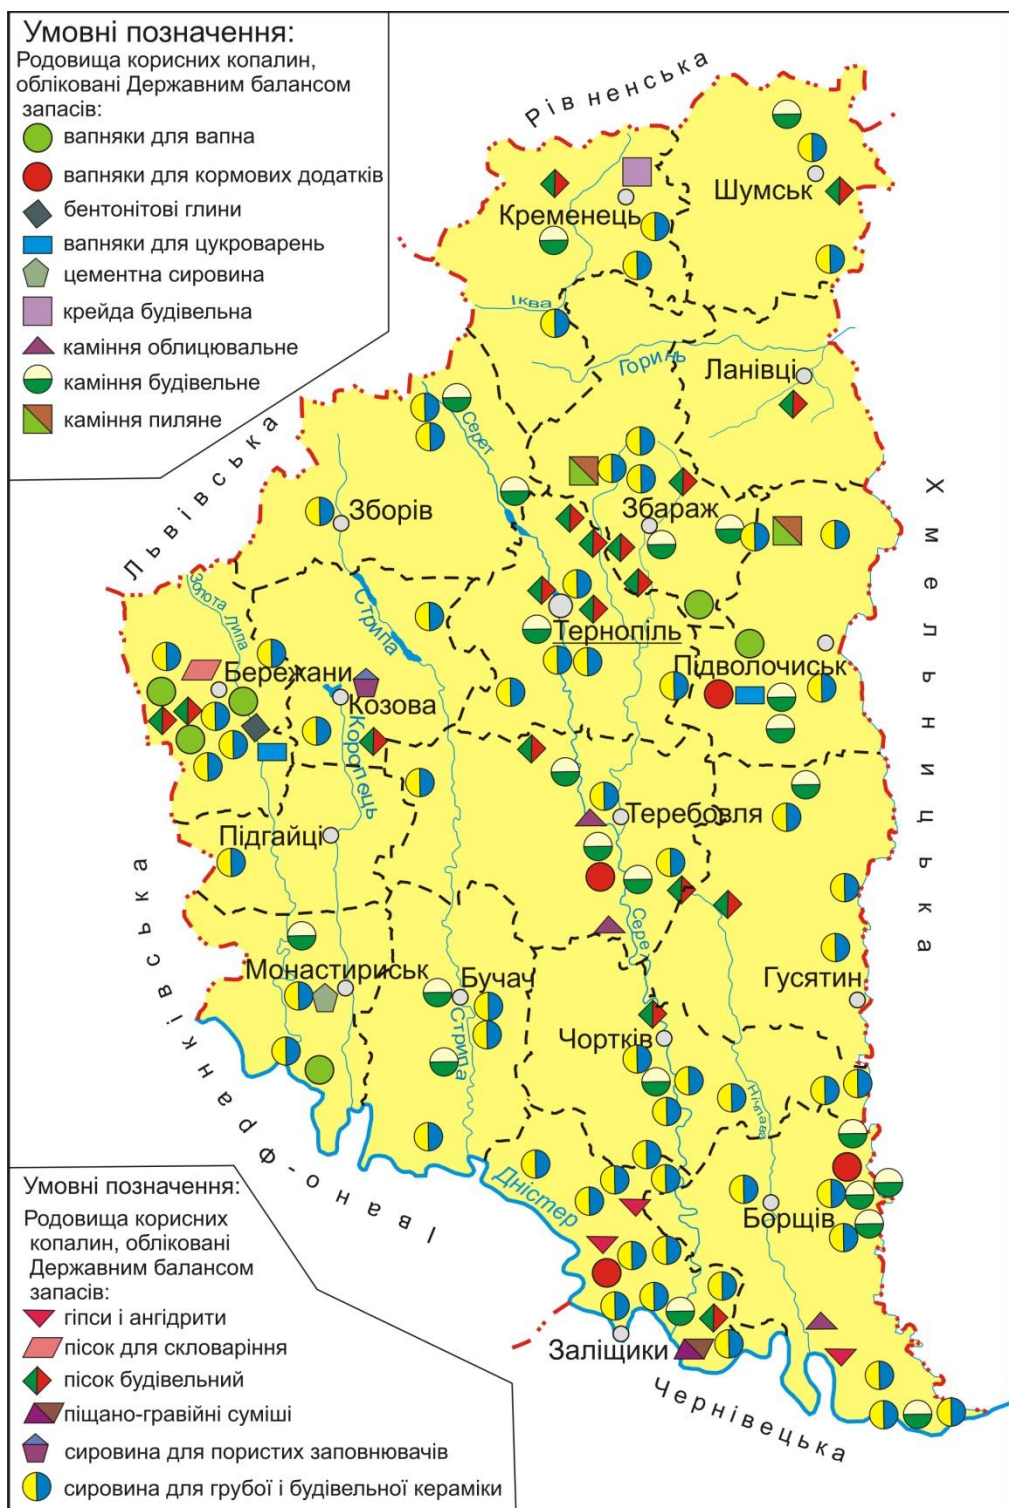 Умовні позначення:
Родовища корисних копалин,
обліковані Державним балансом
запасів:
вапняки для вапна
вапняки для кормових додатків
бентонітові глини
вапняки для цукроварень
цементна сировина
крейда будівельна
каміння облицювальне
каміння будівельне
каміння пиляне
Рівненська
Шумськ
Кременець
Іква
Горинь
Ланівці
Львівська
Серет
Зборів
Збараж
Хмельницька
Золота Липа
Стрипа
Тернопіль
Підволочиськ
Бережани
Козова
Коропець
Теребовля
Підгайці
Івано-Франківська
Серет
Монастириськ
Бучач
Гусятин
Стрипа
Чортків
Нічлава
Дністер
Борщів
Заліщики
Чернівецька
Умовні позначення:
Родовища корисних
копалин, обліковані
Державним балансом
запасів:
гіпси і ангідрити
пісок для скловаріння
пісок будівельний
піщано-гравійні суміші
сировина для пористих заповнювачів
сировина для грубої і будівельної кераміки